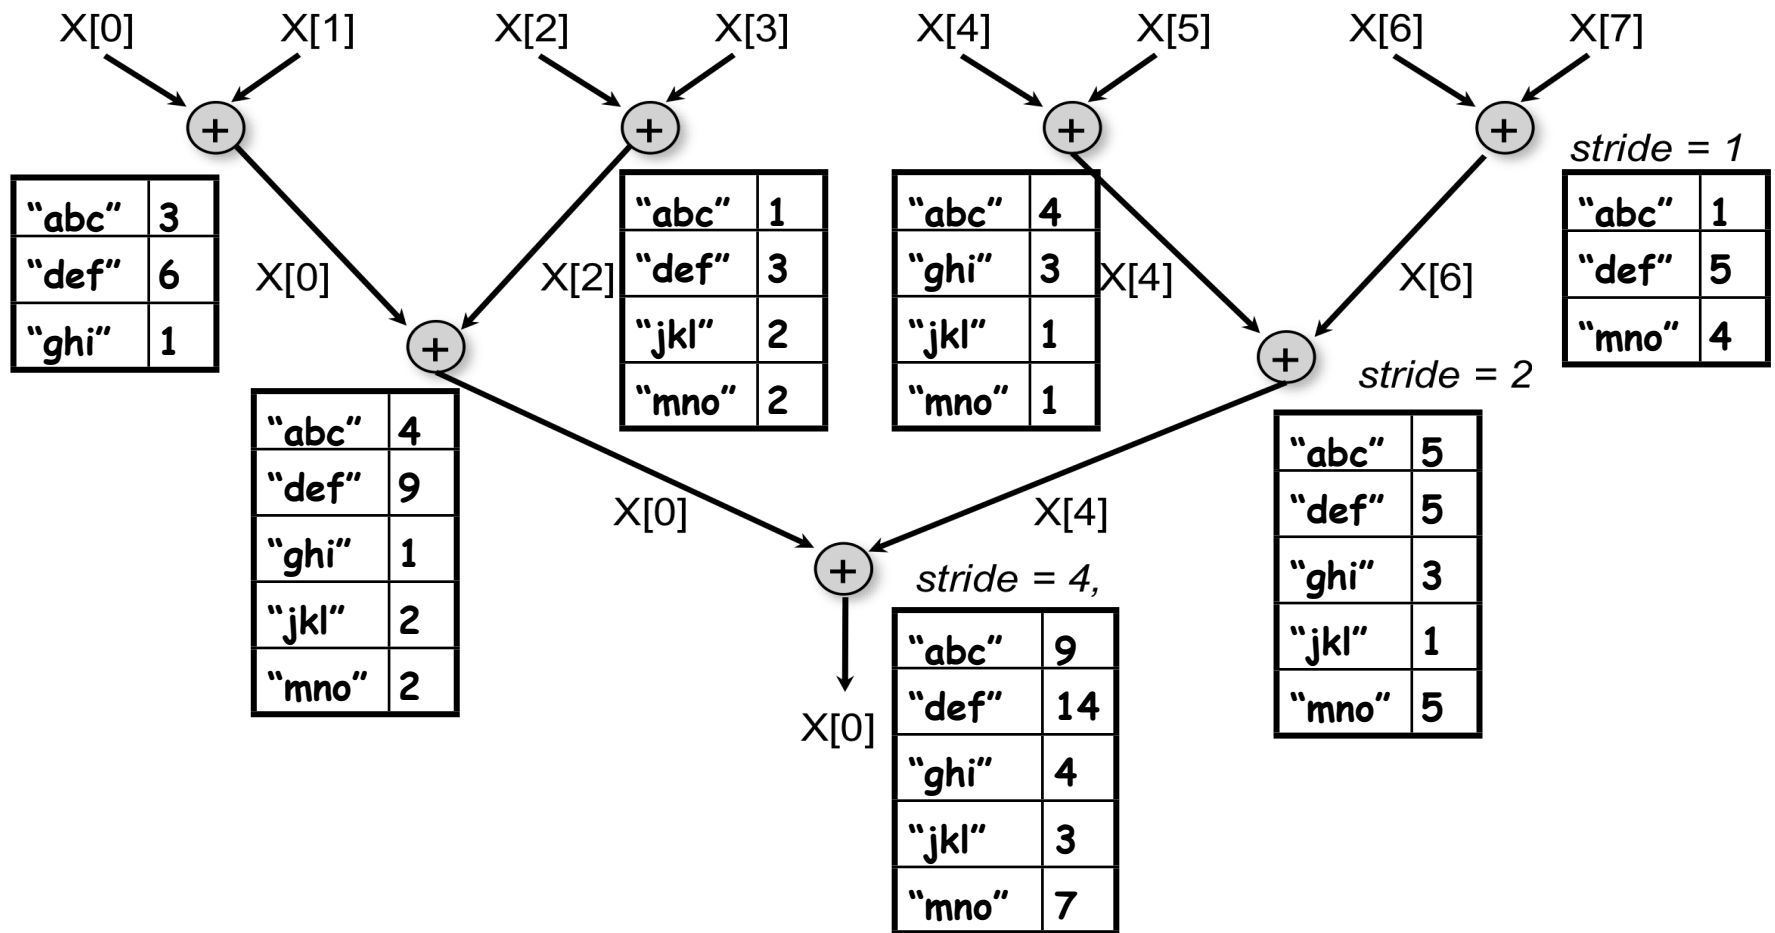 X[0] X[1] X[2] X[3] X[4] X[5] X[6] X[7]
+ + + +
stride = 1
“abc” 3
“def” 6
“ghi” 1
X[0]
“abc” 1
“def” 3
“jkl” 2
“mno” 2
X[2]
“abc” 4
“ghi” 3
“jkl” 1
“mno” 1
X[4]
X[6]
“abc” 1
“def” 5
“mno” 4
+ +
stride = 2
“abc” 4
“def” 9
“ghi” 1
“jkl” 2
“mno” 2
X[0] X[4]
“abc” 5
“def” 5
“ghi” 3
“jkl” 1
“mno” 5
+
stride = 4,
X[0]
“abc” 9
“def” 14
“ghi” 4
“jkl” 3
“mno” 7